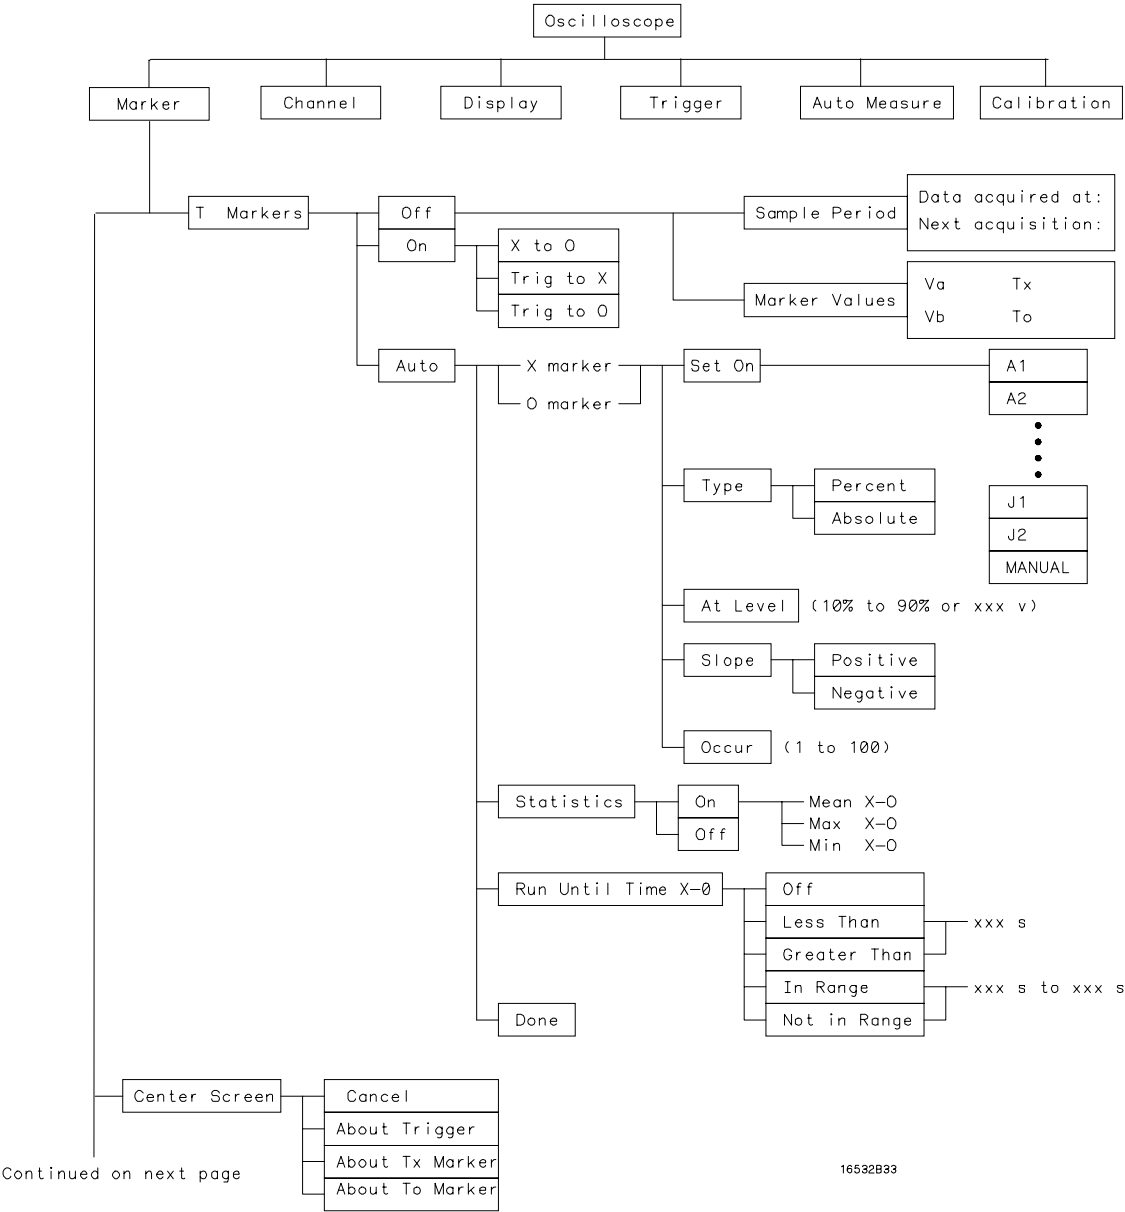 Oscilloscope
Marker
Channel
Display
Trigger
Auto Measure
Calibration
T Markers
Off
Sample Period
Data acquired at:
Next acquisition:
On
X to O
Trig to X
Trig to O
Marker Values
Va Tx
Vb To
Auto
X marker
O marker
Set On
A1
A2
J1
J2
MANUAL
Type
Percent
Absolute
At Level
(10% to 90% or xxx v)
Slope
Positive
Negative
Occur
(1 to 100)
Statistics
On
Off
Mean X-O
Max X-O
Min X-O
Run Until Time X-0
Off
Less Than
Greater Than
xxx s
In Range
Not in Range
xxx s to xxx s
Done
Center Screen
Cancel
About Trigger
About Tx Marker
About To Marker
Continued on next page
16532B33